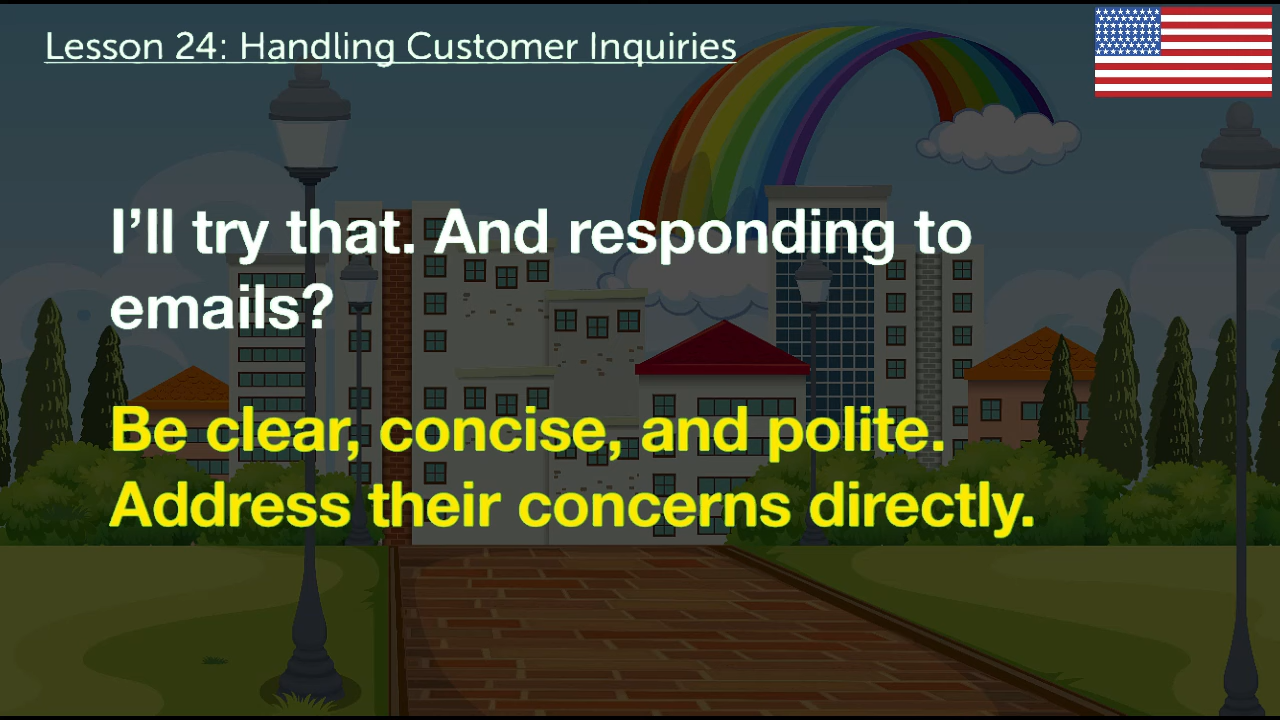 Lesson 24: Handling Customer Inquiries
I’ll try that. And responding to
emails?
Be clear, concise, and polite.
Address their concerns directly.